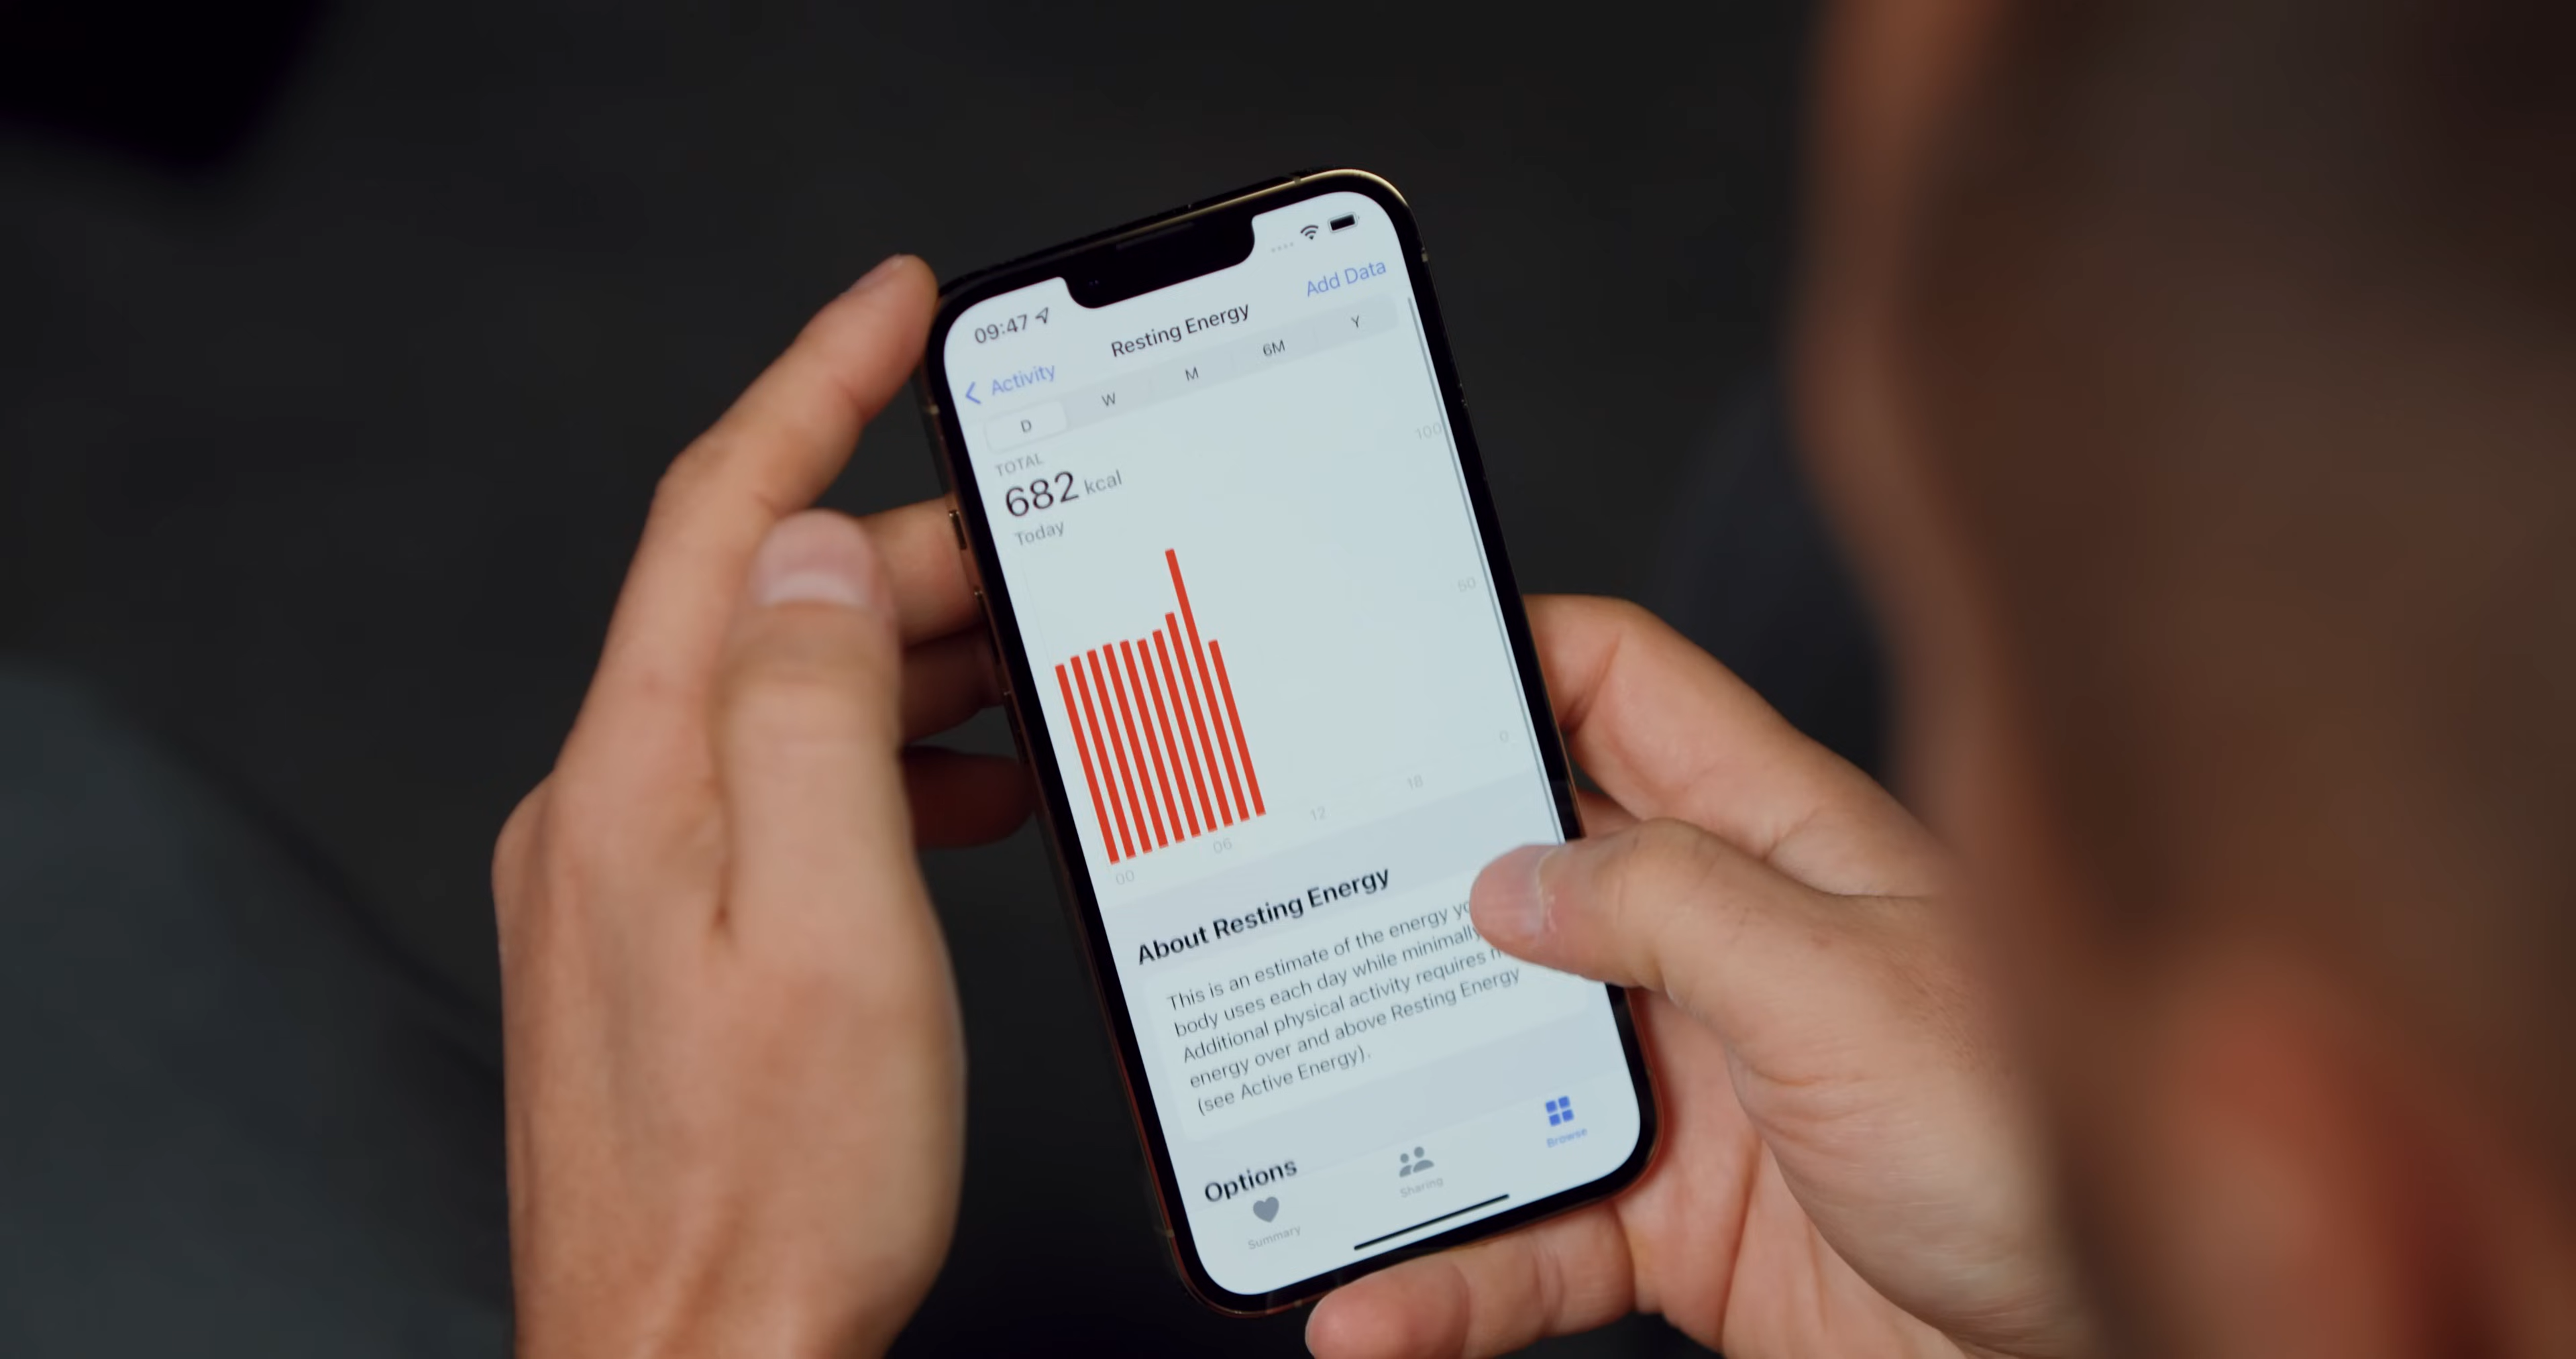 09:47
Activity
Resting Energy
Add Data
D W M 6M Y
TOTAL
682 kcal
Today
100
50
0
00 06 12 18
About Resting Energy
This is an estimate of the energy
body uses each day while minimally
Additional physical activity requires
energy over and above Resting Energy
(see Active Energy).
Options
Summary
Sharing
Browse